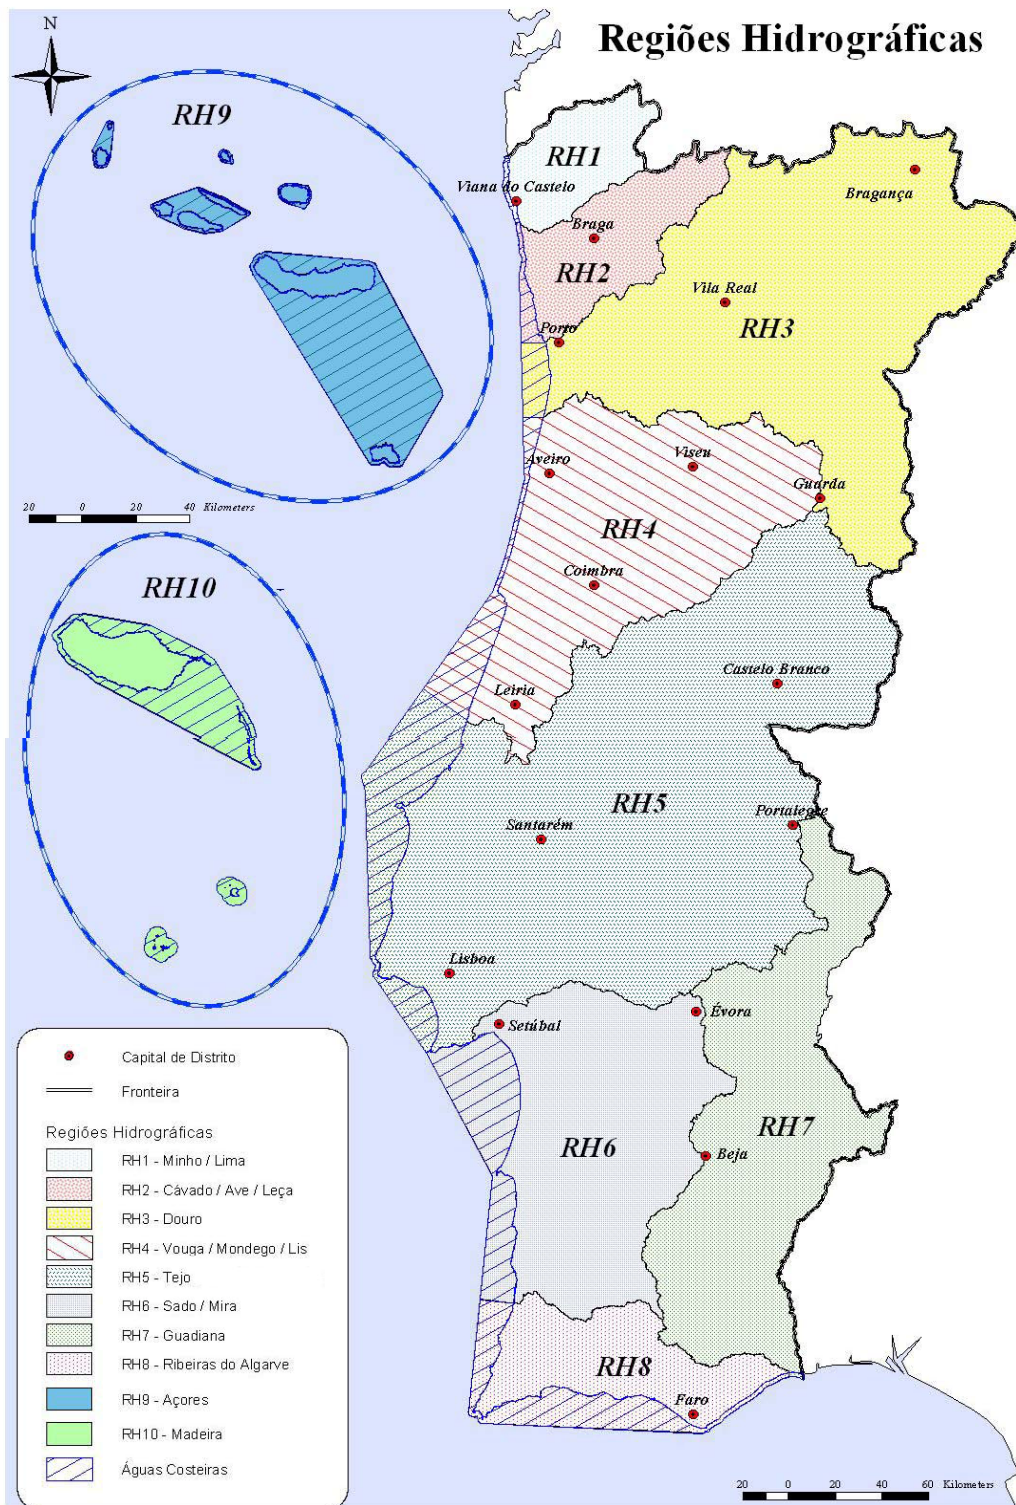 Regiões Hidrográficas
N
RH9
RH1
Viana do Castelo
Bragança
Braga
RH2
Vila Real
RH3
Porto
Aveiro
Viseu
Guarda
20 0 20 40 Kilometers
RH4
Coimbra
RH10
Castelo Branco
Leiria
RH5
Portalegre
Santarém
Lisboa
Setúbal
Évora
RH6
RH7
Beja
RH8
Faro
Capital de Distrito
Fronteira
Regiões Hidrográficas
RH1 - Minho / Lima
RH2 - Cávado / Ave / Leça
RH3 - Douro
RH4 - Vouga / Mondego / Lis
RH5 - Tejo
RH6 - Sado / Mira
RH7 - Guadiana
RH8 - Ribeiras do Algarve
RH9 - Açores
RH10 - Madeira
Águas Costeiras
20 0 20 40 60 Kilometers